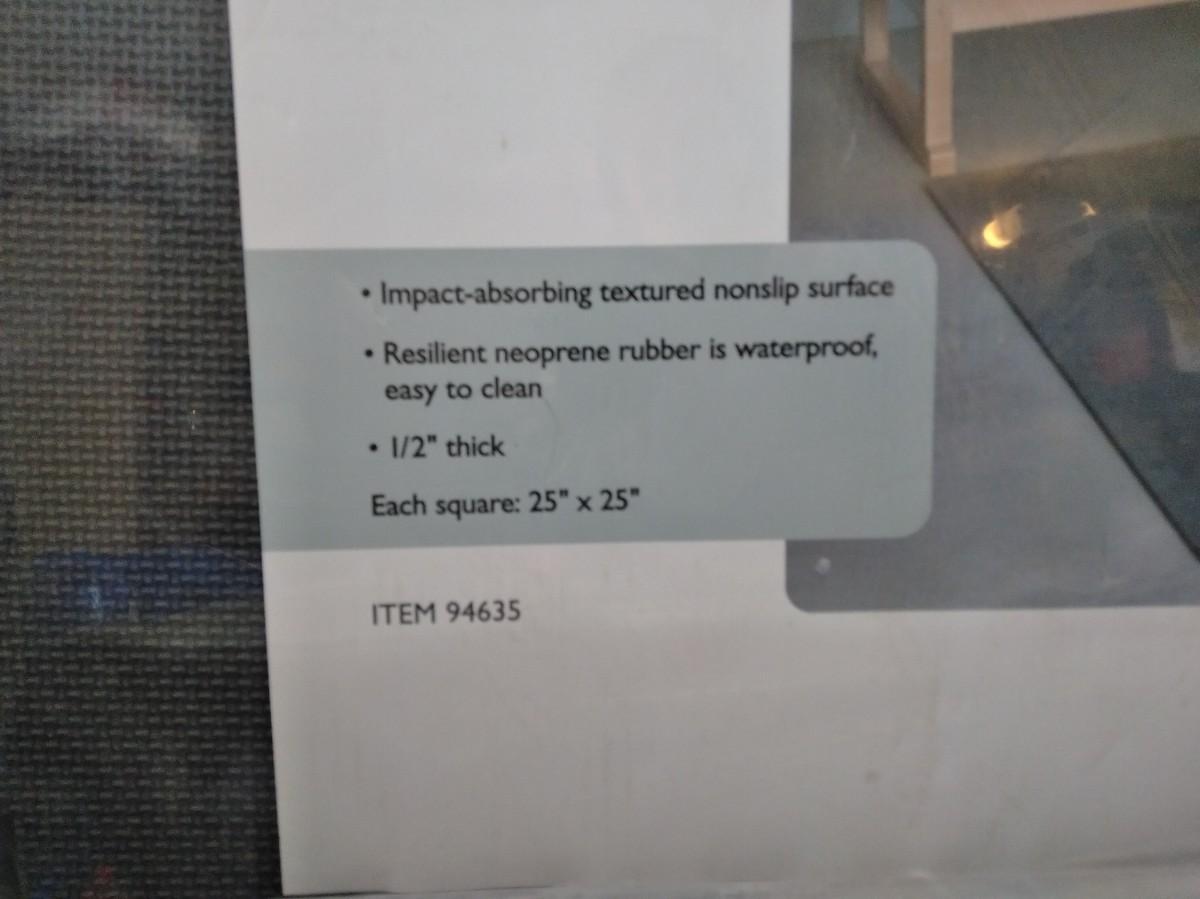 • Impact-absorbing textured nonslip surface
• Resilient neoprene rubber is waterproof,
easy to clean
• 1/2" thick
Each square: 25" x 25"
ITEM 94635